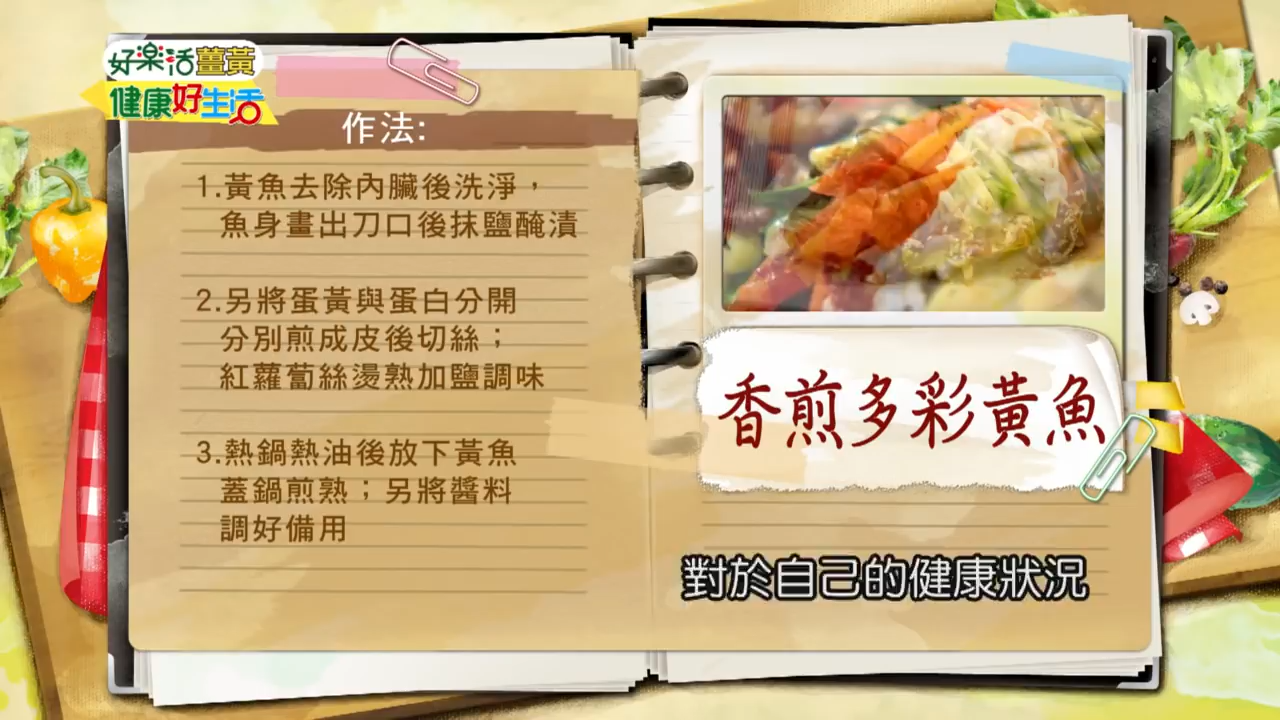 好樂活薑黃
健康好生活
作法:
1.黃魚去除內臟後洗淨，
魚身畫出刀口後抹鹽醃漬
2.另將蛋黃與蛋白分開
分別煎成皮後切絲；
紅蘿蔔絲燙熟加鹽調味
3.熱鍋熱油後放下黃魚
蓋鍋煎熟；另將醬料
調好備用
香煎多彩黃魚
對於自己的健康狀況